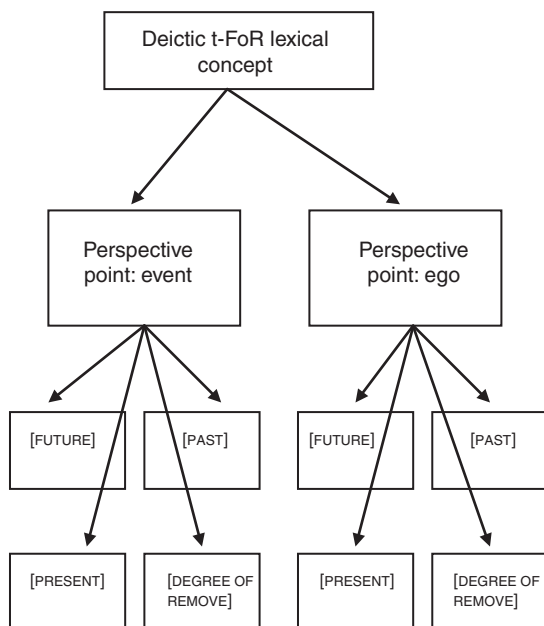 Deictic t-FoR lexical
concept
Perspective
point: event
Perspective
point: ego
[FUTURE]
[PAST]
[FUTURE]
[PAST]
[PRESENT]
[DEGREE OF
REMOVE]
[PRESENT]
[DEGREE OF
REMOVE]